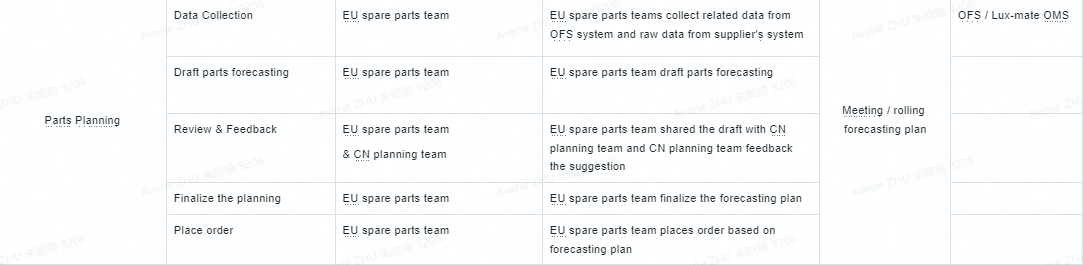 Data Collection
EU spare parts team
EU spare parts teams collect related data from
OFS system and raw data from supplier's system
OFS / Lux-mate OMS
Draft parts forecasting
EU spare parts team
EU spare parts team draft parts forecasting
Parts Planning
Review & Feedback
EU spare parts team
& CN planning team
EU spare parts team shared the draft with CN
planning team and CN planning team feedback
the suggestion
Meeting / rolling
forecasting plan
Finalize the planning
EU spare parts team
EU spare parts team finalize the forecasting plan
Place order
EU spare parts team
EU spare parts team places order based on
forecasting plan
Averie ZHU 朱晗瑜 9206